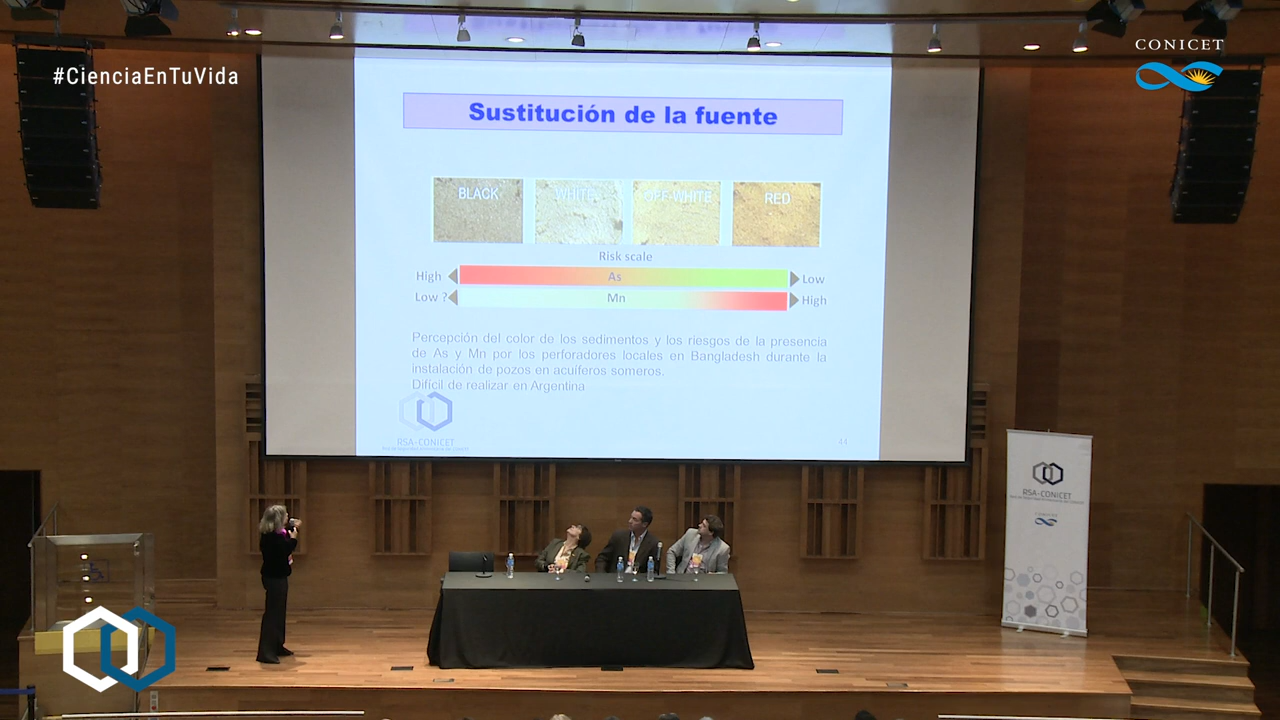 #CienciaEnTuVida
CONICET
Sustitución de la fuente
BLACK
WHITE
OFF-WHITE
RED
Risk scale
High
As
Low
Low ?
Mn
High
Percepción del color de los sedimentos y los riesgos de la presencia
de As y Mn por los perforadores locales en Bangladesh durante la
instalación de pozos en acuíferos someros.
Difícil de realizar en Argentina
RSA-CONICET
44
RSA-CONICET
CONICET